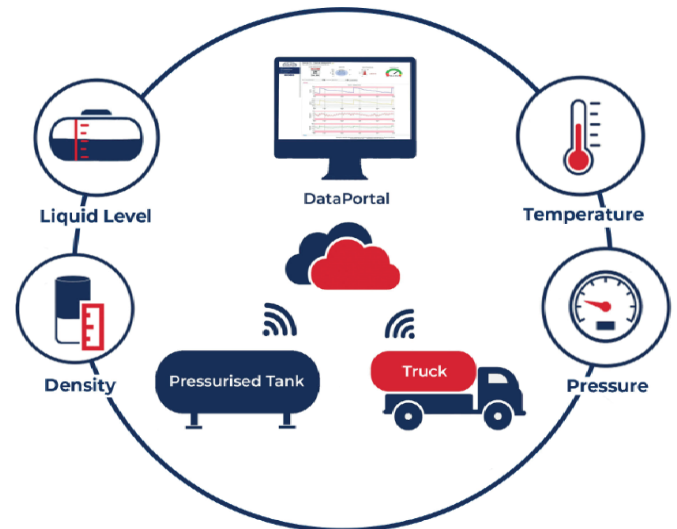 DataPortal
Liquid Level
Temperature
Density
Pressurised Tank
Truck
Pressure